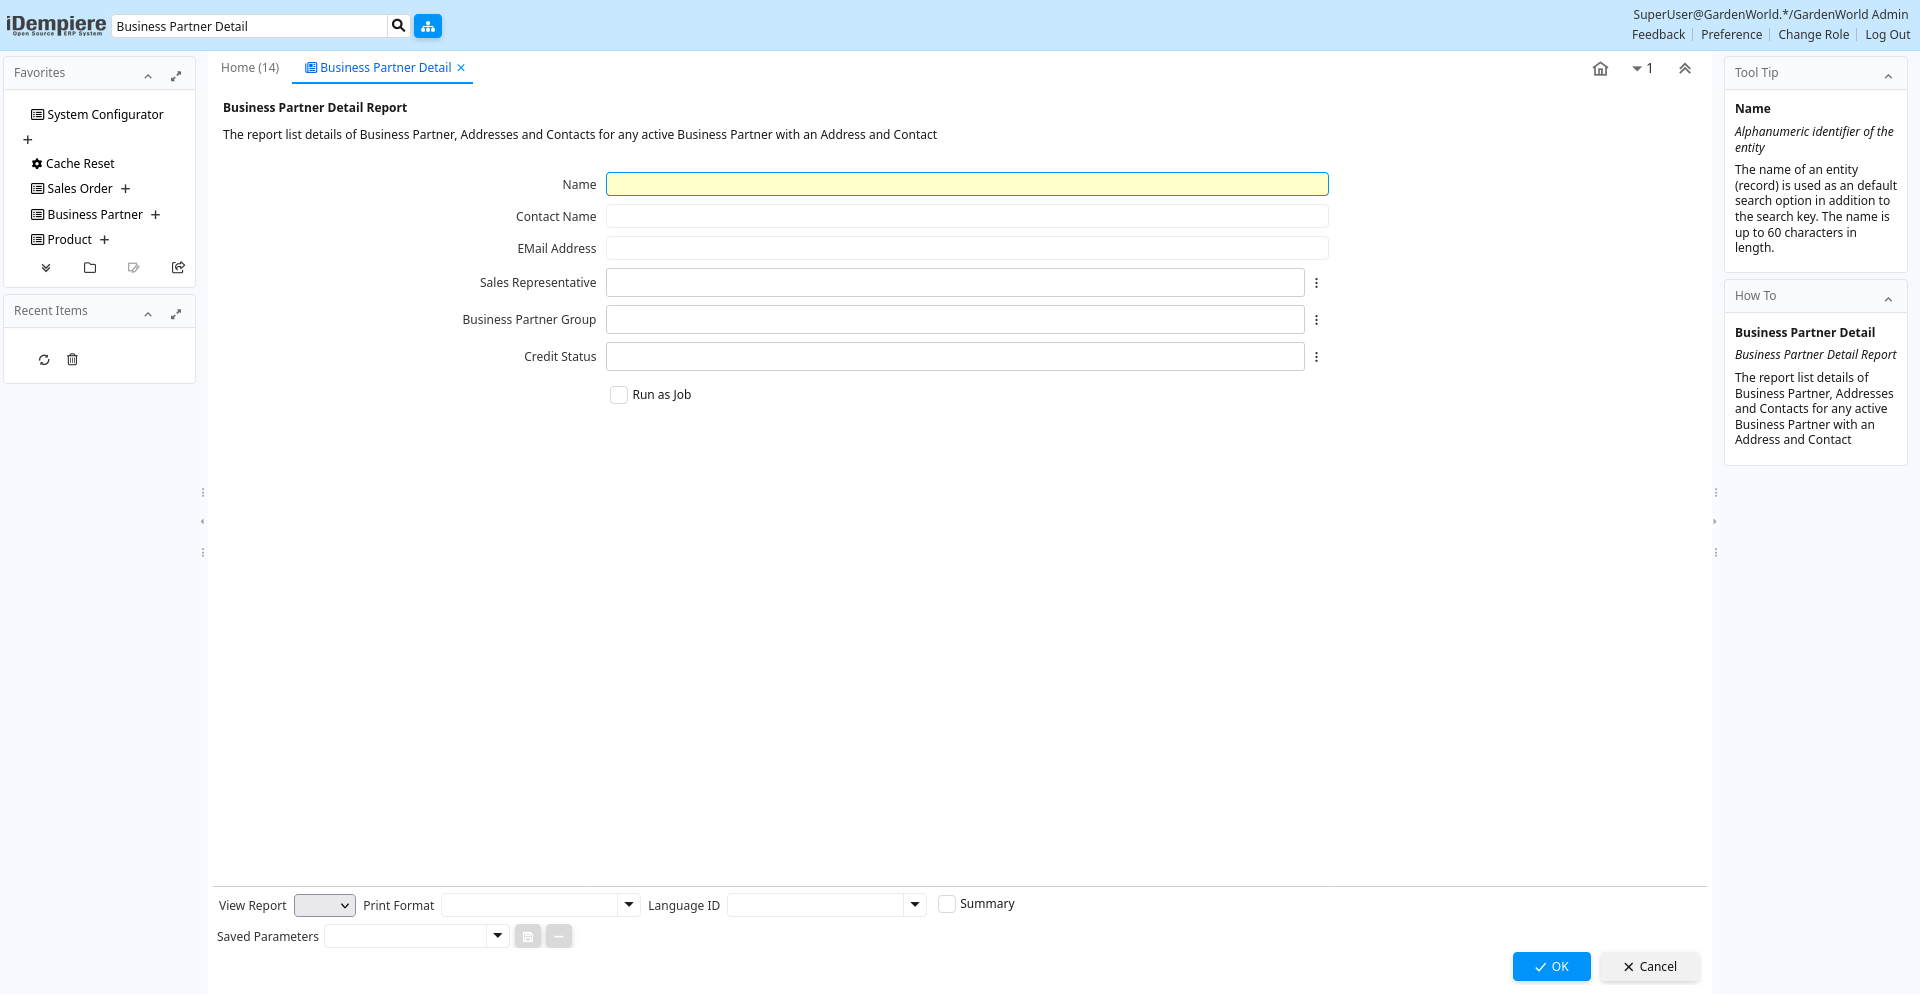 iDempiere
Open Source ERP System
Business Partner Detail
SuperUser@GardenWorld.*/GardenWorld Admin
Feedback
Preference
Change Role
Log Out
Favorites
System Configurator
Cache Reset
Sales Order
Business Partner
Product
Recent Items
Home (14)
Business Partner Detail
1
Business Partner Detail Report
The report list details of Business Partner, Addresses and Contacts for any active Business Partner with an Address and Contact
Name
Contact Name
EMail Address
Sales Representative
Business Partner Group
Credit Status
Run as Job
View Report
Print Format
Language ID
Summary
Saved Parameters
OK
Cancel
Tool Tip
Name
Alphanumeric identifier of the
entity
The name of an entity
(record) is used as an default
search option in addition to
the search key. The name is
up to 60 characters in
length.
How To
Business Partner Detail
Business Partner Detail Report
The report list details of
Business Partner, Addresses
and Contacts for any active
Business Partner with an
Address and Contact